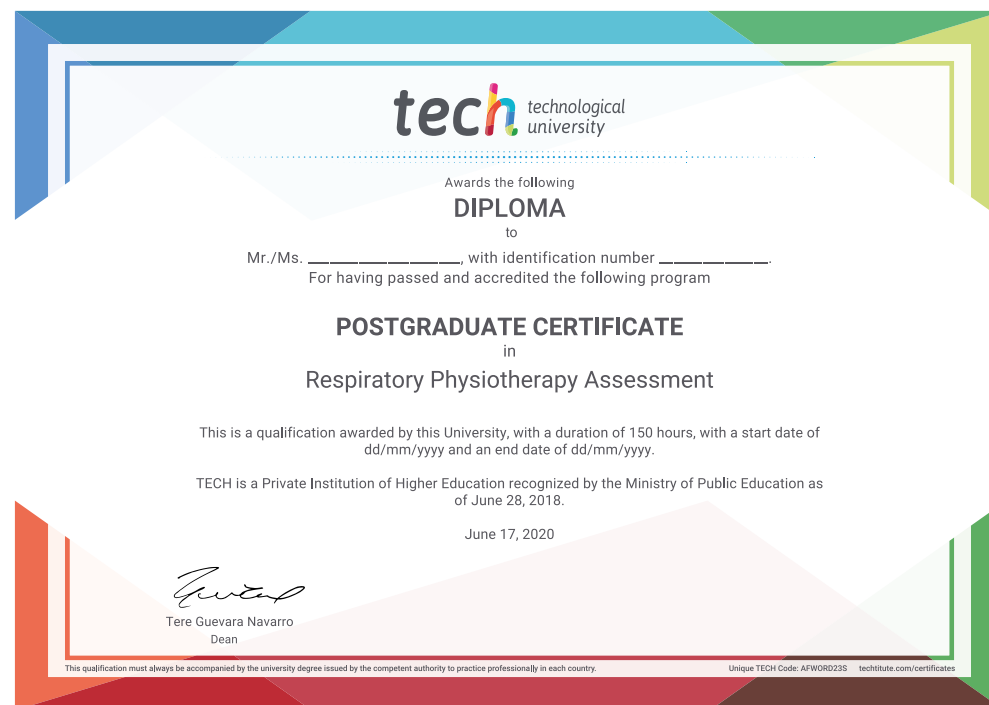 tech technological
university
Awards the following
DIPLOMA
to
Mr./Ms. ____________________, with identification number ______________.
For having passed and accredited the following program
POSTGRADUATE CERTIFICATE
in
Respiratory Physiotherapy Assessment
This is a qualification awarded by this University, with a duration of 150 hours, with a start date of
dd/mm/yyyy and an end date of dd/mm/yyyy.
TECH is a Private Institution of Higher Education recognized by the Ministry of Public Education as
of June 28, 2018.
June 17, 2020
Tere Guevara Navarro
Dean
This qualification must always be accompanied by the university degree issued by the competent authority to practice professionally in each country.
Unique TECH Code: AFWORD23S techtitute.com/certificates